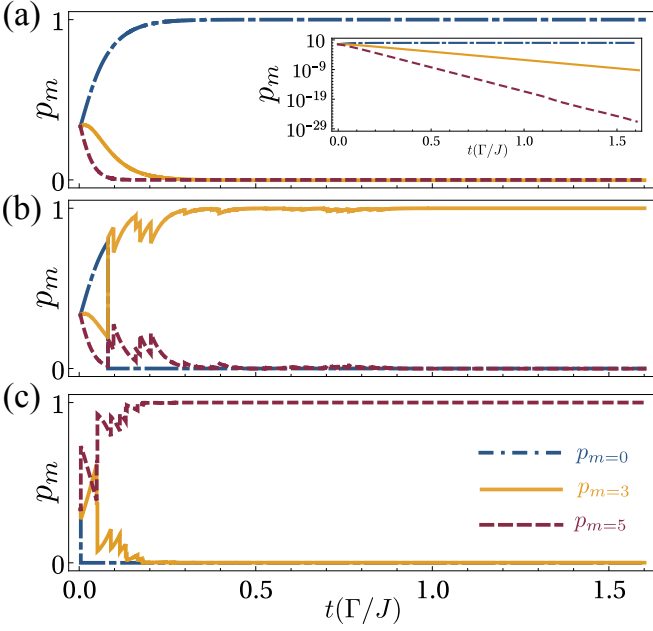 (a)
1
p_m
0
10
10^{-9}
10^{-19}
10^{-29}
p_m
0.0 0.5 1.0 1.5
t(Γ/J)
(b)
1
p_m
0
(c)
1
p_m
0
p_{m=0}
p_{m=3}
p_{m=5}
0.0 0.5 1.0 1.5
t(Γ/J)